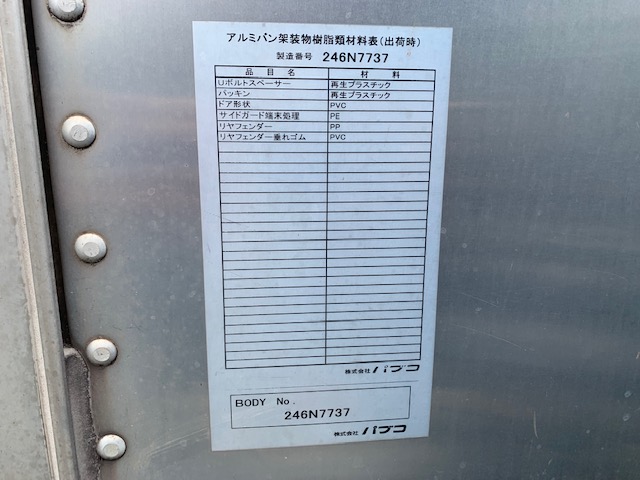 アルミバン架装物樹脂類材料表(出荷時)
製造番号 246N7737
品目名 材料
Uボルトスペーサー 再生プラスチック
パッキン 再生プラスチック
ドア形状 PVC
サイドガード端末処理 PE
リヤフェンダー PP
リヤフェンダー垂れゴム PVC
株式会社 パブコ
BODY No.
246N7737
株式会社 パブコ